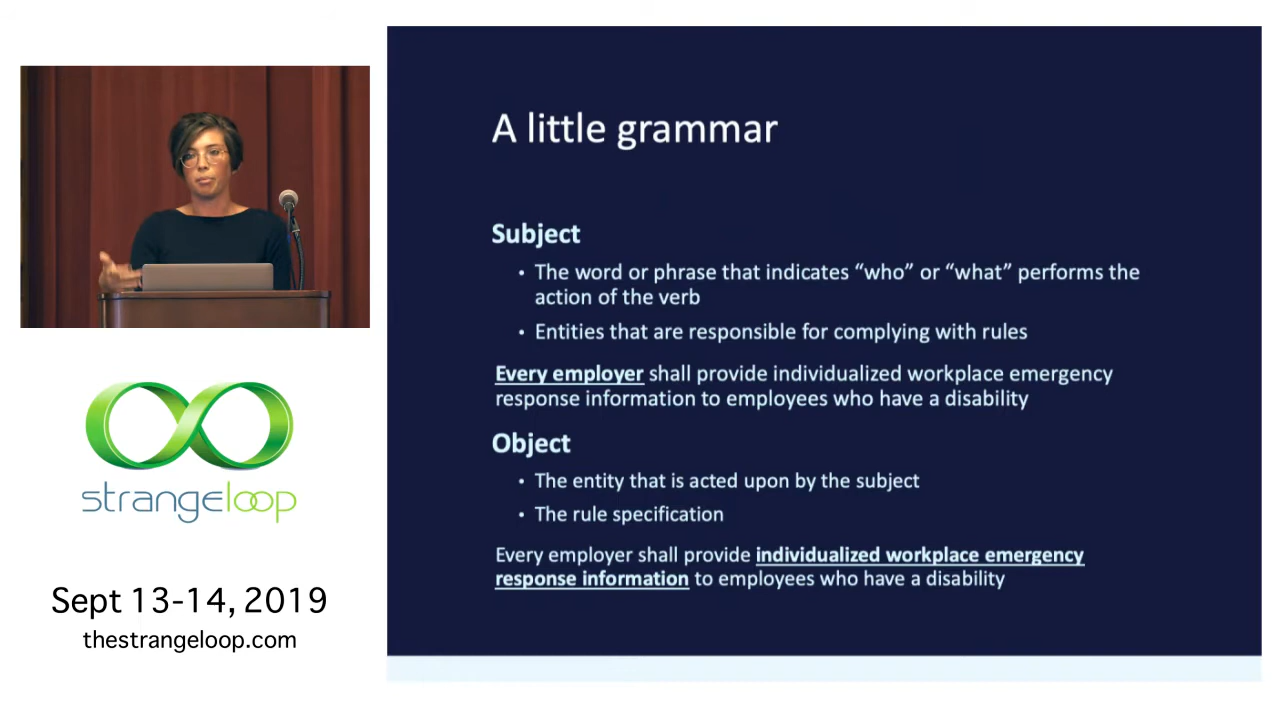 A little grammar
Subject
• The word or phrase that indicates “who” or “what” performs the
action of the verb
• Entities that are responsible for complying with rules
Every employer shall provide individualized workplace emergency
response information to employees who have a disability
Object
• The entity that is acted upon by the subject
• The rule specification
Every employer shall provide individualized workplace emergency
response information to employees who have a disability
strangeloop
Sept 13-14, 2019
thestrangeloop.com